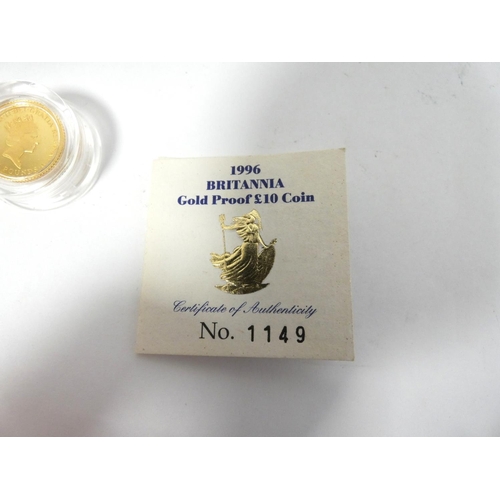 1996
BRITANNIA
Gold Proof £10 Coin
Certificate of Authenticity
No. 1149